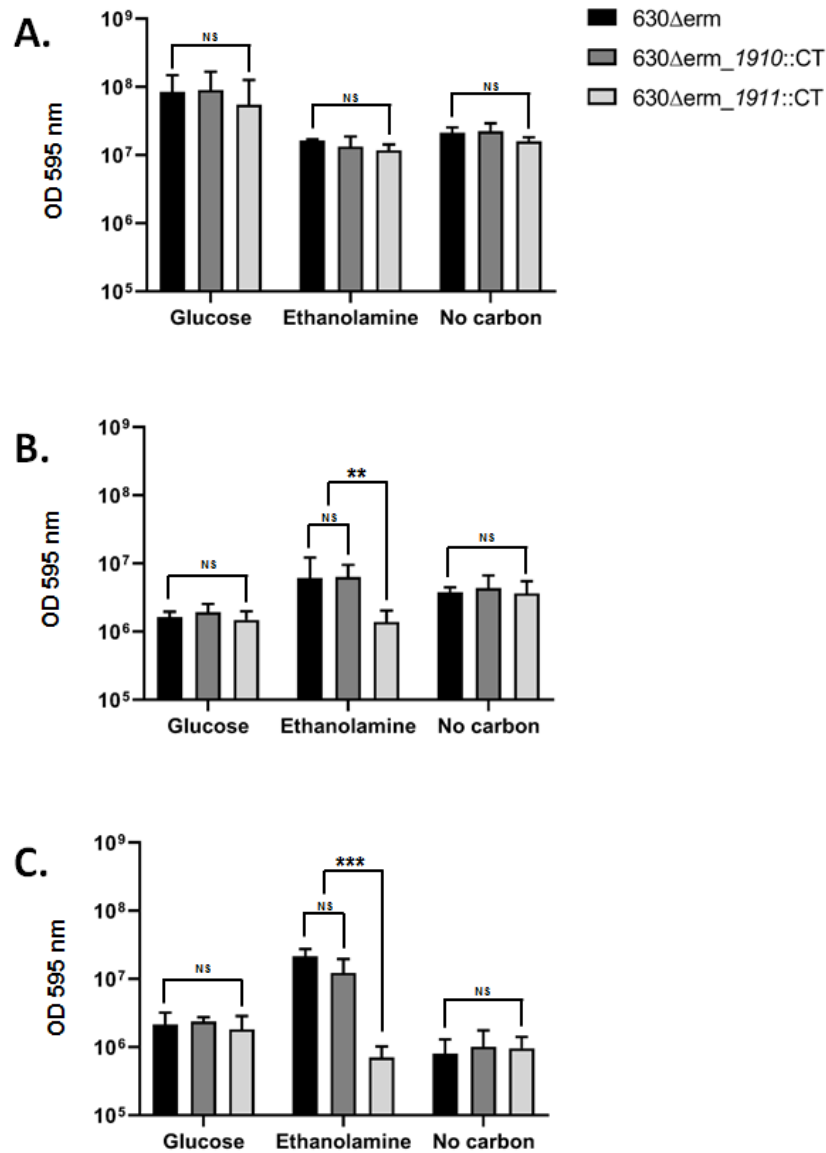 A.
630Δerm
630Δerm_1910::CT
630Δerm_1911::CT
OD 595 nm
10⁹
10⁸
10⁷
10⁶
10⁵
NS
NS
NS
Glucose
Ethanolamine
No carbon
B.
OD 595 nm
10⁹
10⁸
10⁷
10⁶
10⁵
NS
**
NS
NS
Glucose
Ethanolamine
No carbon
C.
OD 595 nm
10⁹
10⁸
10⁷
10⁶
10⁵
NS
***
NS
NS
Glucose
Ethanolamine
No carbon